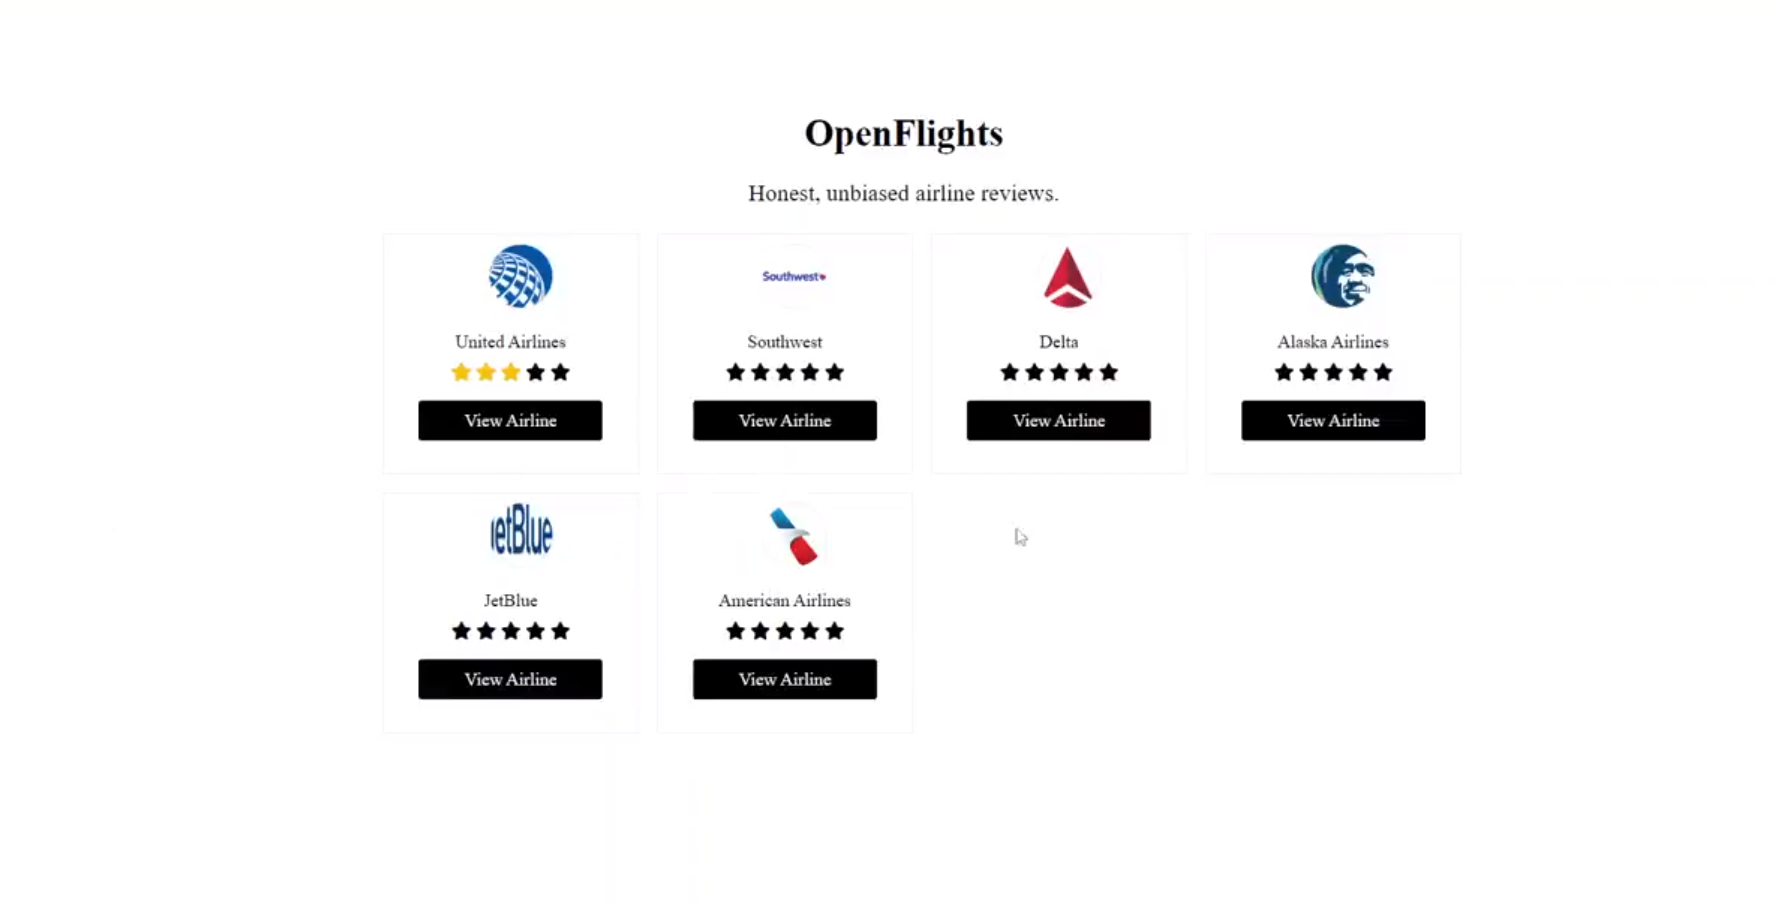 OpenFlights
Honest, unbiased airline reviews.
Southwest
United Airlines
Southwest
Delta
Alaska Airlines
View Airline
View Airline
View Airline
View Airline
jetBlue
JetBlue
American Airlines
View Airline
View Airline